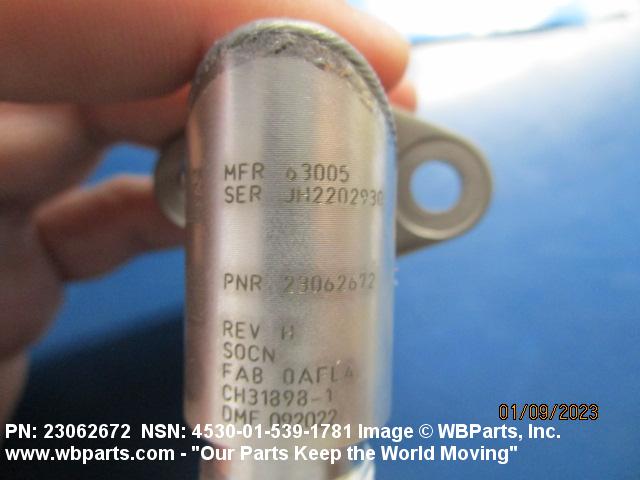 MFR 63005
SER JH2202930
PNR 23062672
REV H
SOCN
FAB 0AFL4
CH31898-1
DMF 092022
01/09/2023
PN: 23062672 NSN: 4530-01-539-1781 Image © WBParts, Inc.
www.wbparts.com - "Our Parts Keep the World Moving"